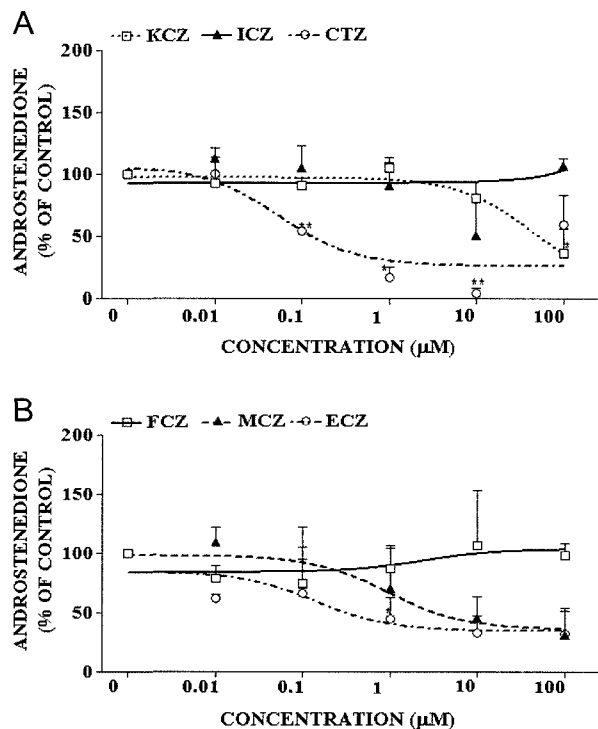 A
KCZ ICZ CTZ
200
150
100
50
0
ANDROSTENEDIONE
(% OF CONTROL)
**
*
**
*
0 0.01 0.1 1 10 100
CONCENTRATION (µM)
B
FCZ MCZ ECZ
200
150
100
50
0
ANDROSTENEDIONE
(% OF CONTROL)
*
0 0.01 0.1 1 10 100
CONCENTRATION (µM)